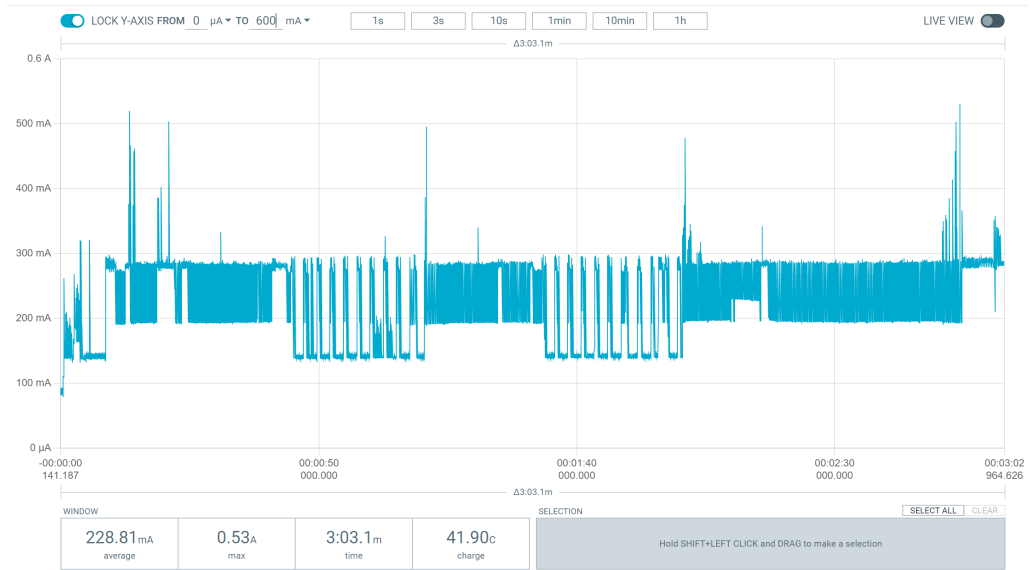 LOCK Y-AXIS FROM 0 µA TO 600 mA 1s 3s 10s 1min 10min 1h LIVE VIEW
Δ3:03.1m
0.6 A
500 mA
400 mA
300 mA
200 mA
100 mA
0 µA
-00:00:00 00:00:50 00:01:40 00:02:30 00:03:02
141.187 000.000 000.000 000.000 964.626
Δ3:03.1m
WINDOW SELECTION SELECT ALL CLEAR
228.81mA 0.53A 3:03.1m 41.90c
average max time charge
Hold SHIFT+LEFT CLICK and DRAG to make a selection